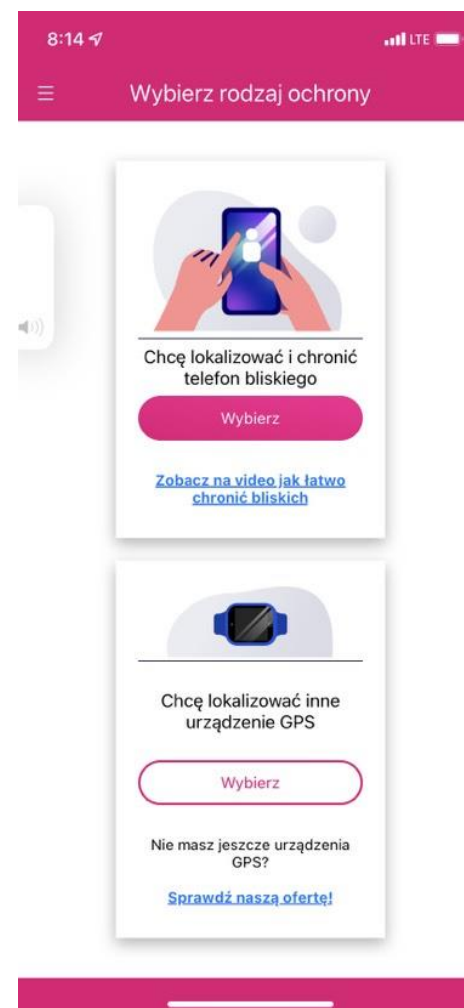 8:14
LTE
Wybierz rodzaj ochrony
Chcę lokalizować i chronić
telefon bliskiego
Wybierz
Zobacz na video jak łatwo
chronić bliskich
Chcę lokalizować inne
urządzenie GPS
Wybierz
Nie masz jeszcze urządzenia
GPS?
Sprawdź naszą ofertę!